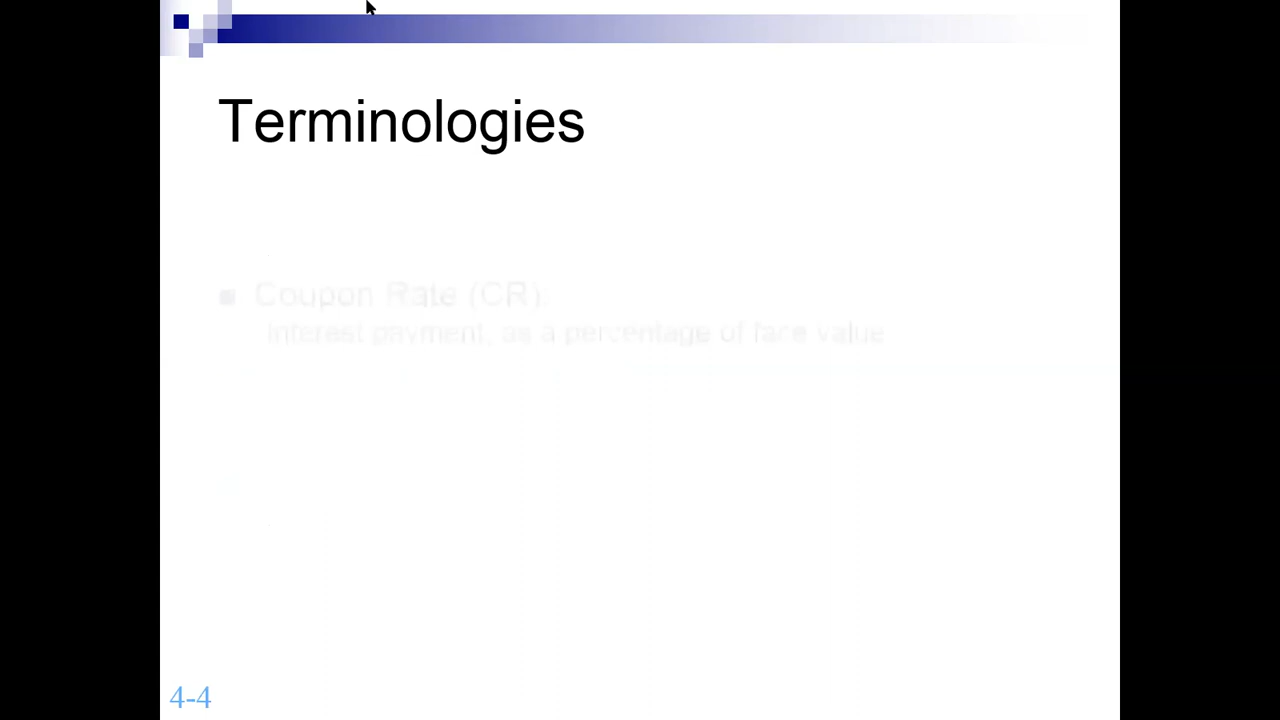 Terminologies
Coupon Rate (CR):
Interest payment, as a percentage of face value
4-4